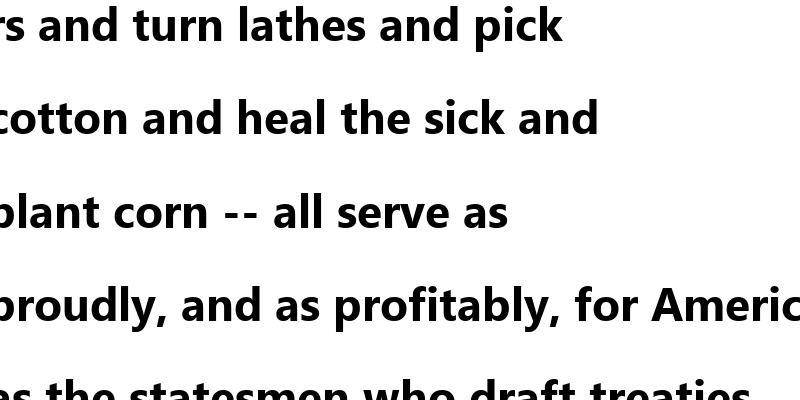 rs and turn lathes and pick
cotton and heal the sick and
plant corn -- all serve as
proudly, and as profitably, for Americ
as the statesmen who draft treaties